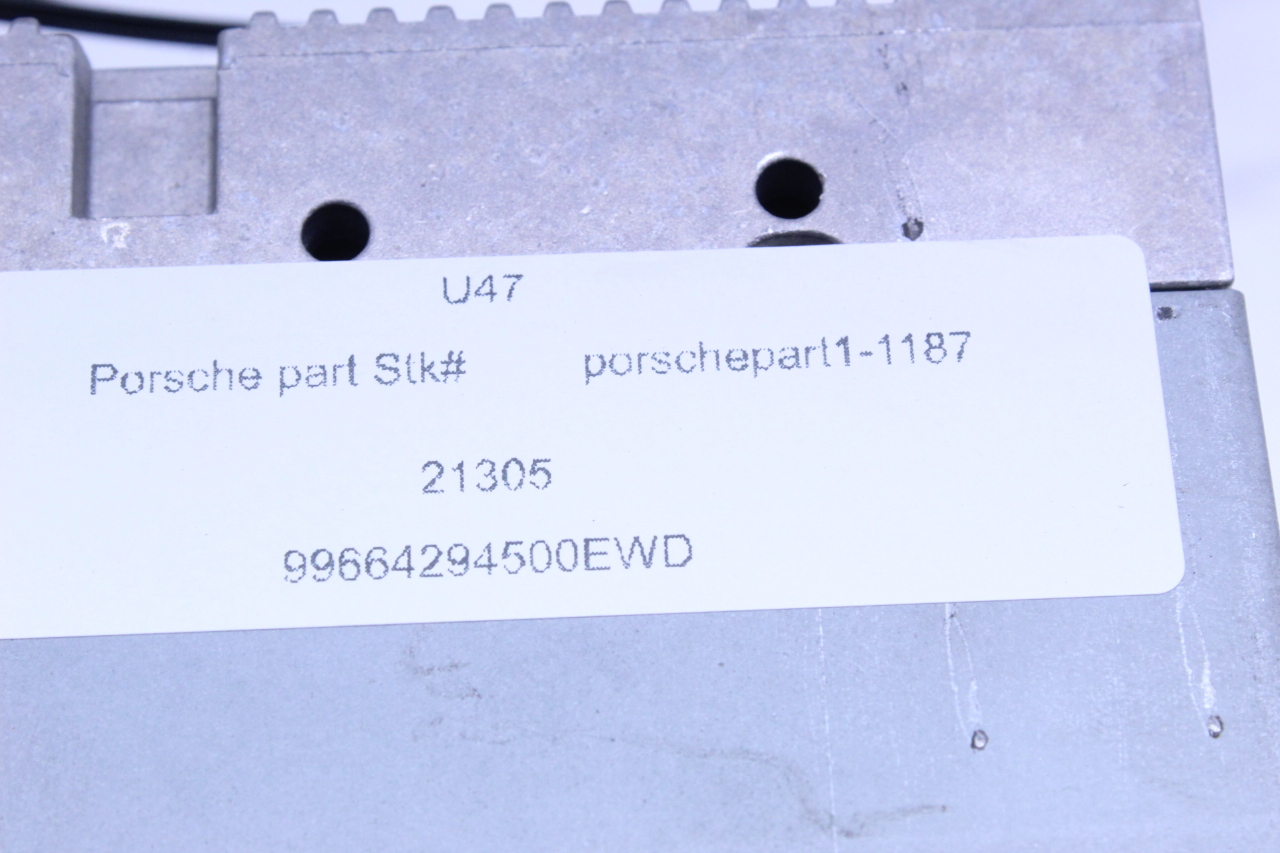 U47
Porsche part Stk# porschepart1-1187
21305
99664294500EWD